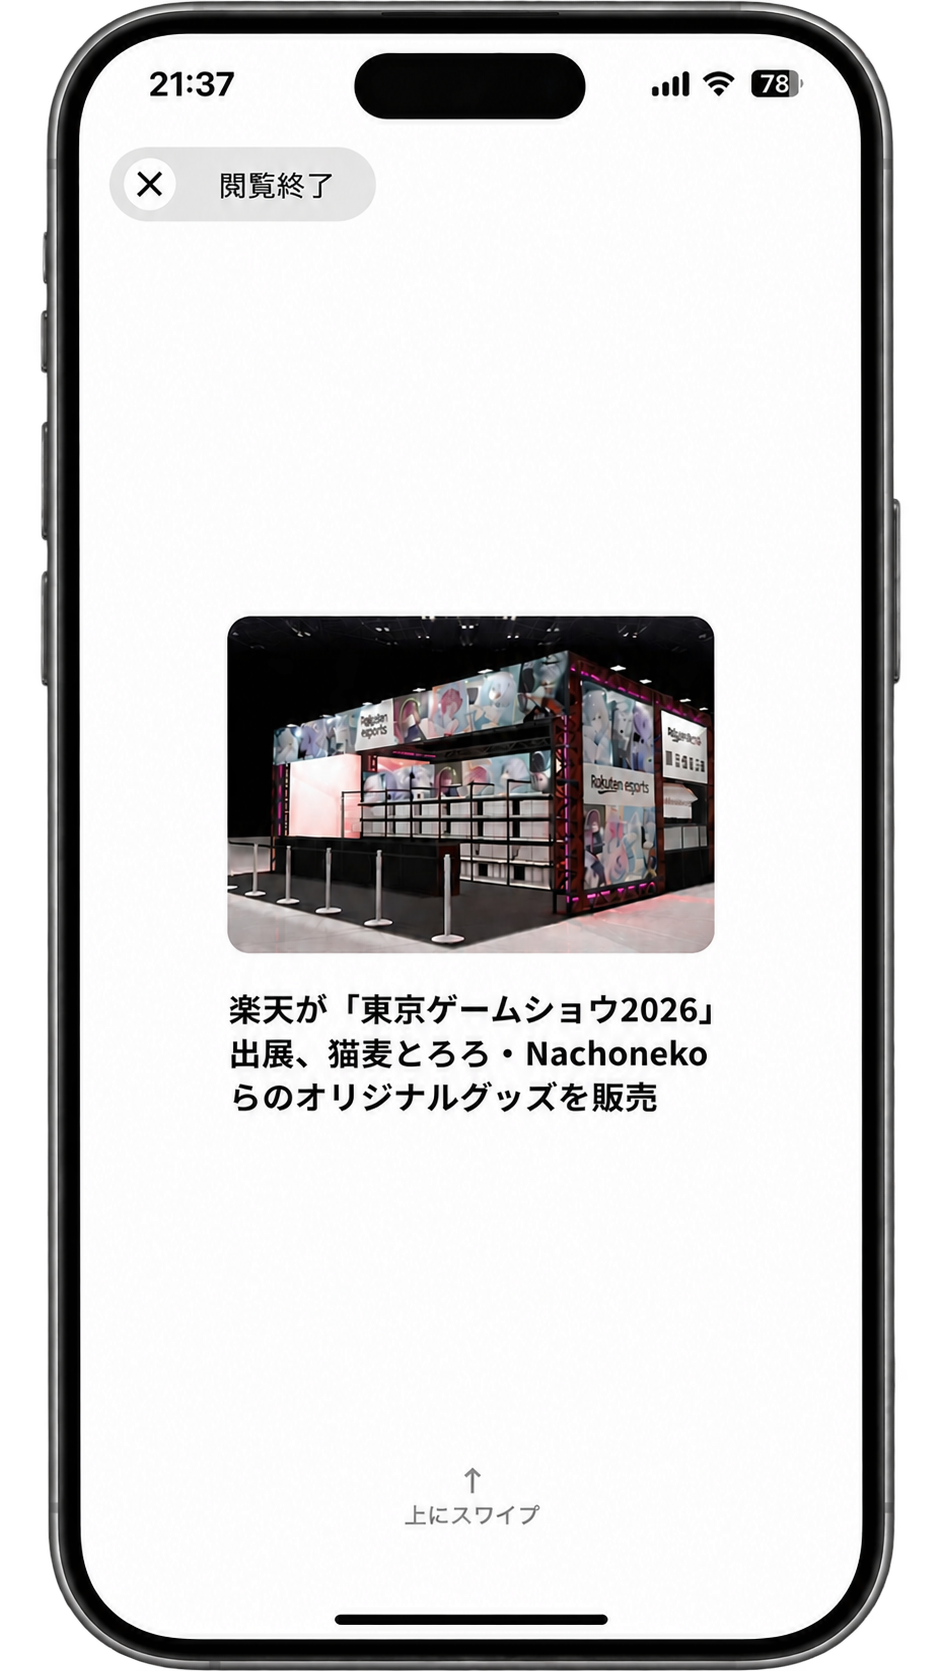 21:37
78
閲覧終了
Rakuten
esports
Rakuten esports
楽天が「東京ゲームショウ2026」
出展、猫麦とろろ・Nachoneko
らのオリジナルグッズを販売
↑
上にスワイプ